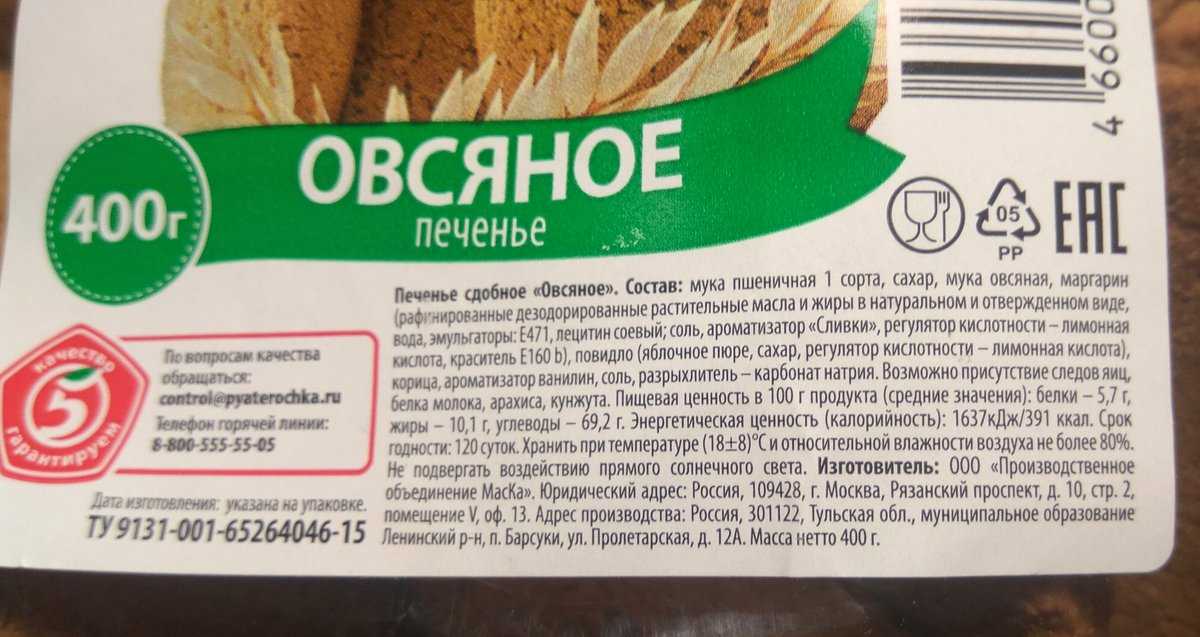 4 6600
400г
ОВСЯНОЕ
печенье
05
PP
EAC
Печенье сдобное «Овсяное». Состав: мука пшеничная 1 сорта, сахар, мука овсяная, маргарин
(рафинированные дезодорированные растительные масла и жиры в натуральном и отвержденном виде,
вода, эмульгаторы: Е471, лецитин соевый; соль, ароматизатор «Сливки», регулятор кислотности – лимонная
кислота, краситель Е160 b), повидло (яблочное пюре, сахар, регулятор кислотности – лимонная кислота),
корица, ароматизатор ванилин, соль, разрыхлитель – карбонат натрия. Возможно присутствие следов яиц,
белка молока, арахиса, кунжута. Пищевая ценность в 100 г продукта (средние значения): белки – 5,7 г,
жиры – 10,1 г, углеводы – 69,2 г. Энергетическая ценность (калорийность): 1637кДж/391 ккал. Срок
годности: 120 суток. Хранить при температуре (18±8)°С и относительной влажности воздуха не более 80%.
Не подвергать воздействию прямого солнечного света. Изготовитель: ООО «Производственное
объединение МасКа». Юридический адрес: Россия, 109428, г. Москва, Рязанский проспект, д. 10, стр. 2,
помещение V, оф. 13. Адрес производства: Россия, 301122, Тульская обл., муниципальное образование
Ленинский р-н, п. Барсуки, ул. Пролетарская, д. 12А. Масса нетто 400 г.
качество
5
гарантируем
По вопросам качества
обращаться:
control@pyaterochka.ru
Телефон горячей линии:
8-800-555-55-05
Дата изготовления: указана на упаковке.
ТУ 9131-001-65264046-15